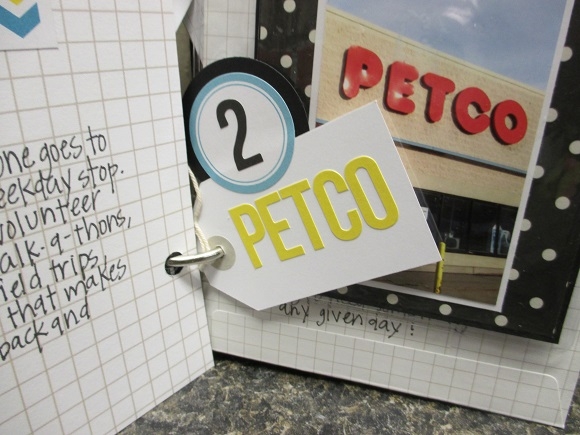 one goes to
eekday stop.
volunteer
alk-a-thons,
ield trips
that makes
back and
2
PETCO
PETCO
any given day: